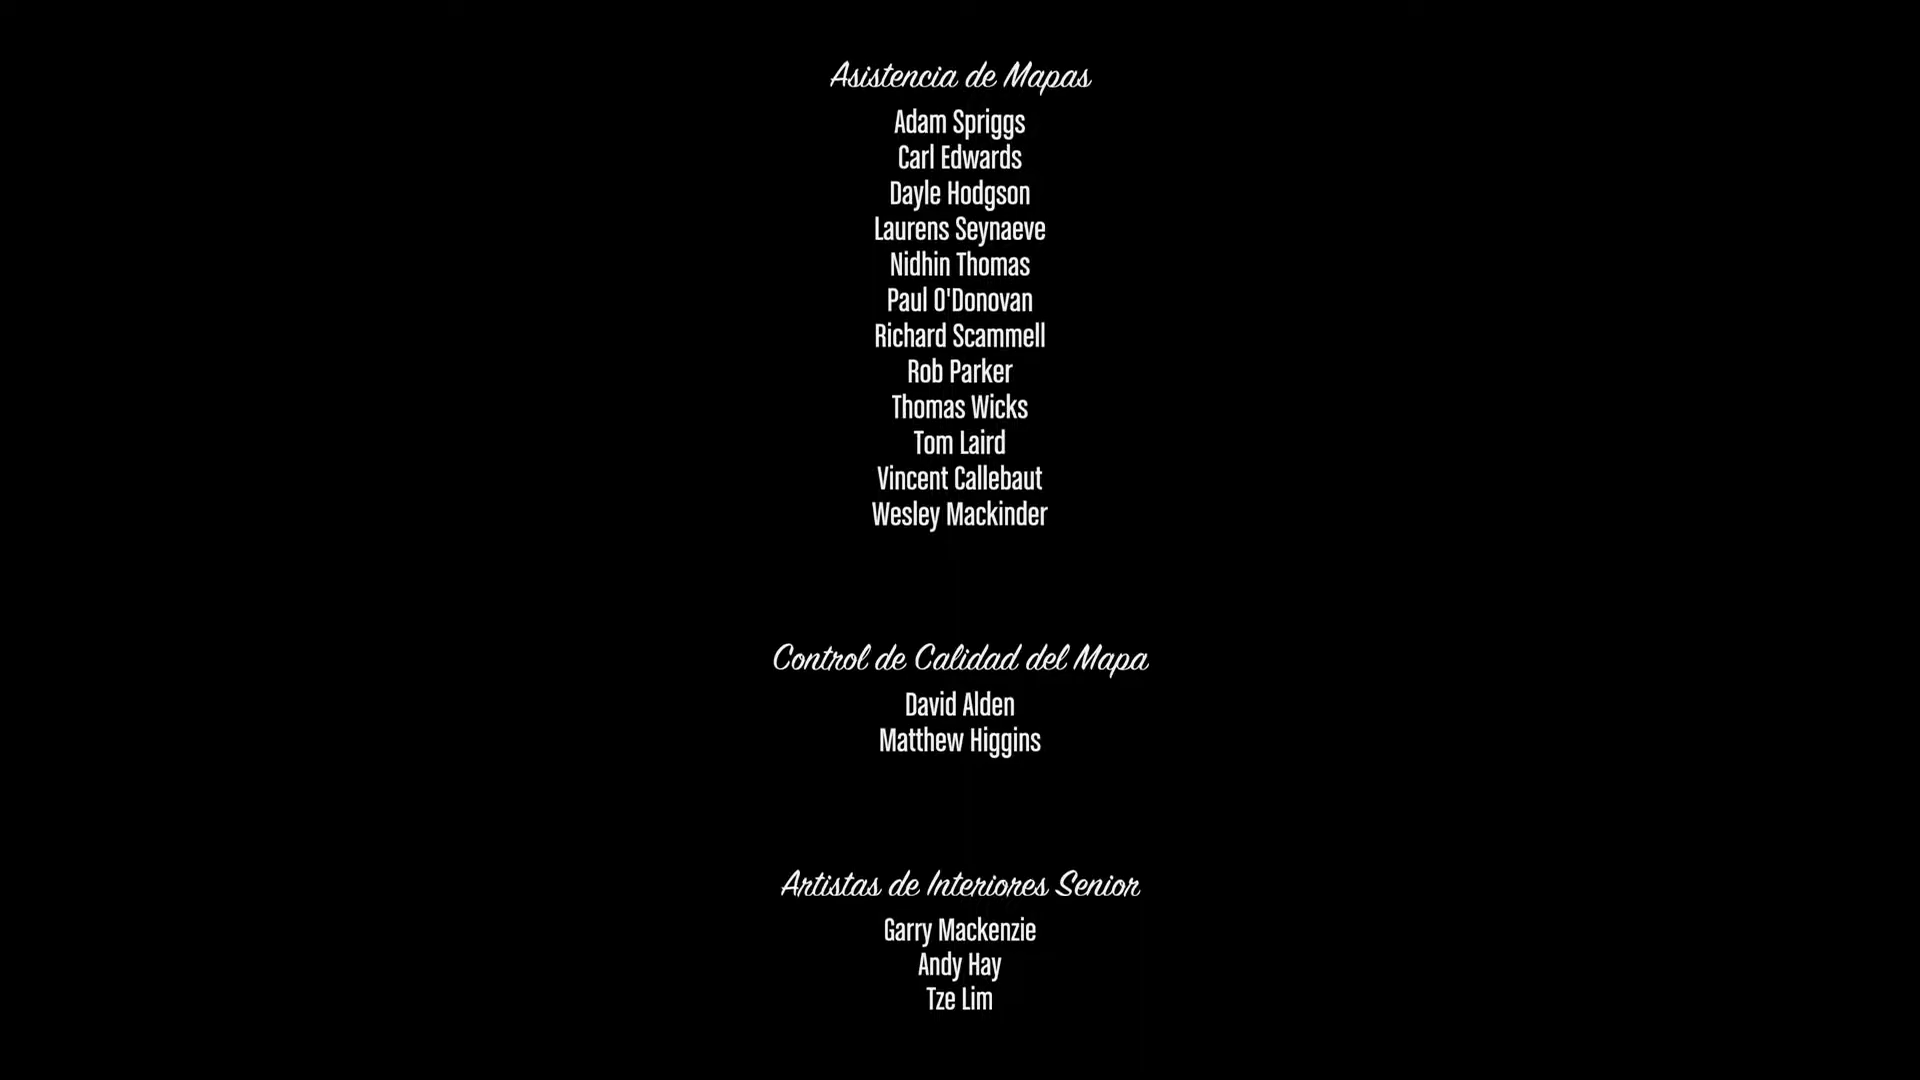 Asistencia de Mapas
Adam Spriggs
Carl Edwards
Dayle Hodgson
Laurens Seynaeve
Nidhin Thomas
Paul O'Donovan
Richard Scammell
Rob Parker
Thomas Wicks
Tom Laird
Vincent Callebaut
Wesley Mackinder
Control de Calidad del Mapa
David Alden
Matthew Higgins
Artistas de Interiores Senior
Garry Mackenzie
Andy Hay
Tze Lim